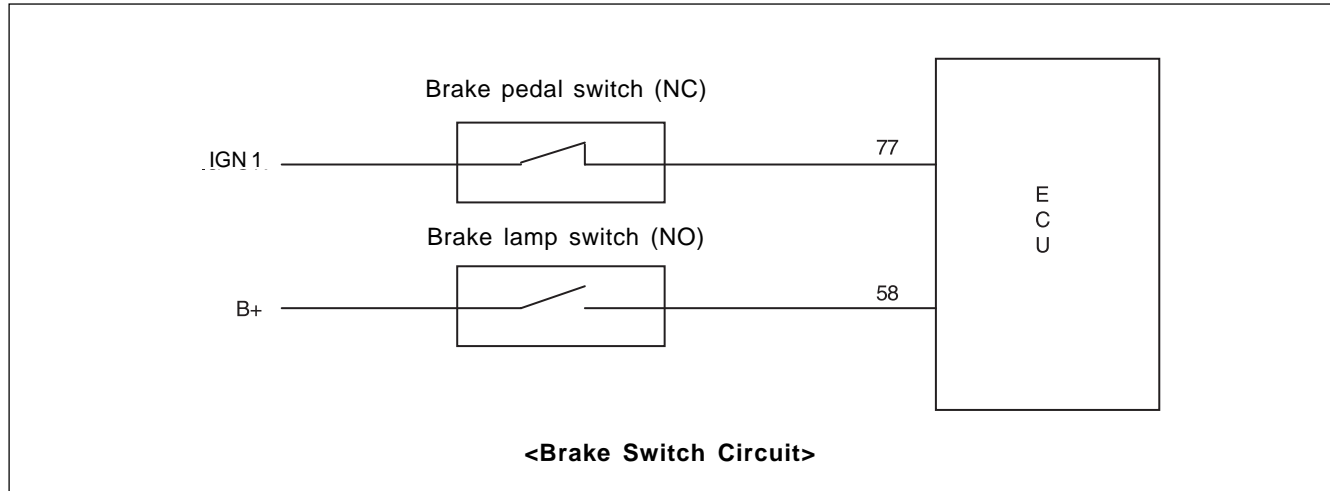 Brake pedal switch (NC)
IGN 1
77
E
C
U
Brake lamp switch (NO)
B+
58
<Brake Switch Circuit>